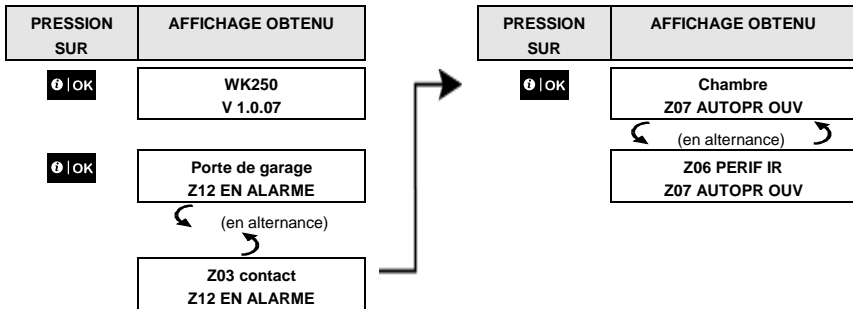 PRESSION SUR
AFFICHAGE OBTENU
i | OK
WK250
V 1.0.07
i | OK
Porte de garage
Z12 EN ALARME
(en alternance)
Z03 contact
Z12 EN ALARME
PRESSION SUR
AFFICHAGE OBTENU
i | OK
Chambre
Z07 AUTOPR OUV
(en alternance)
Z06 PERIF IR
Z07 AUTOPR OUV